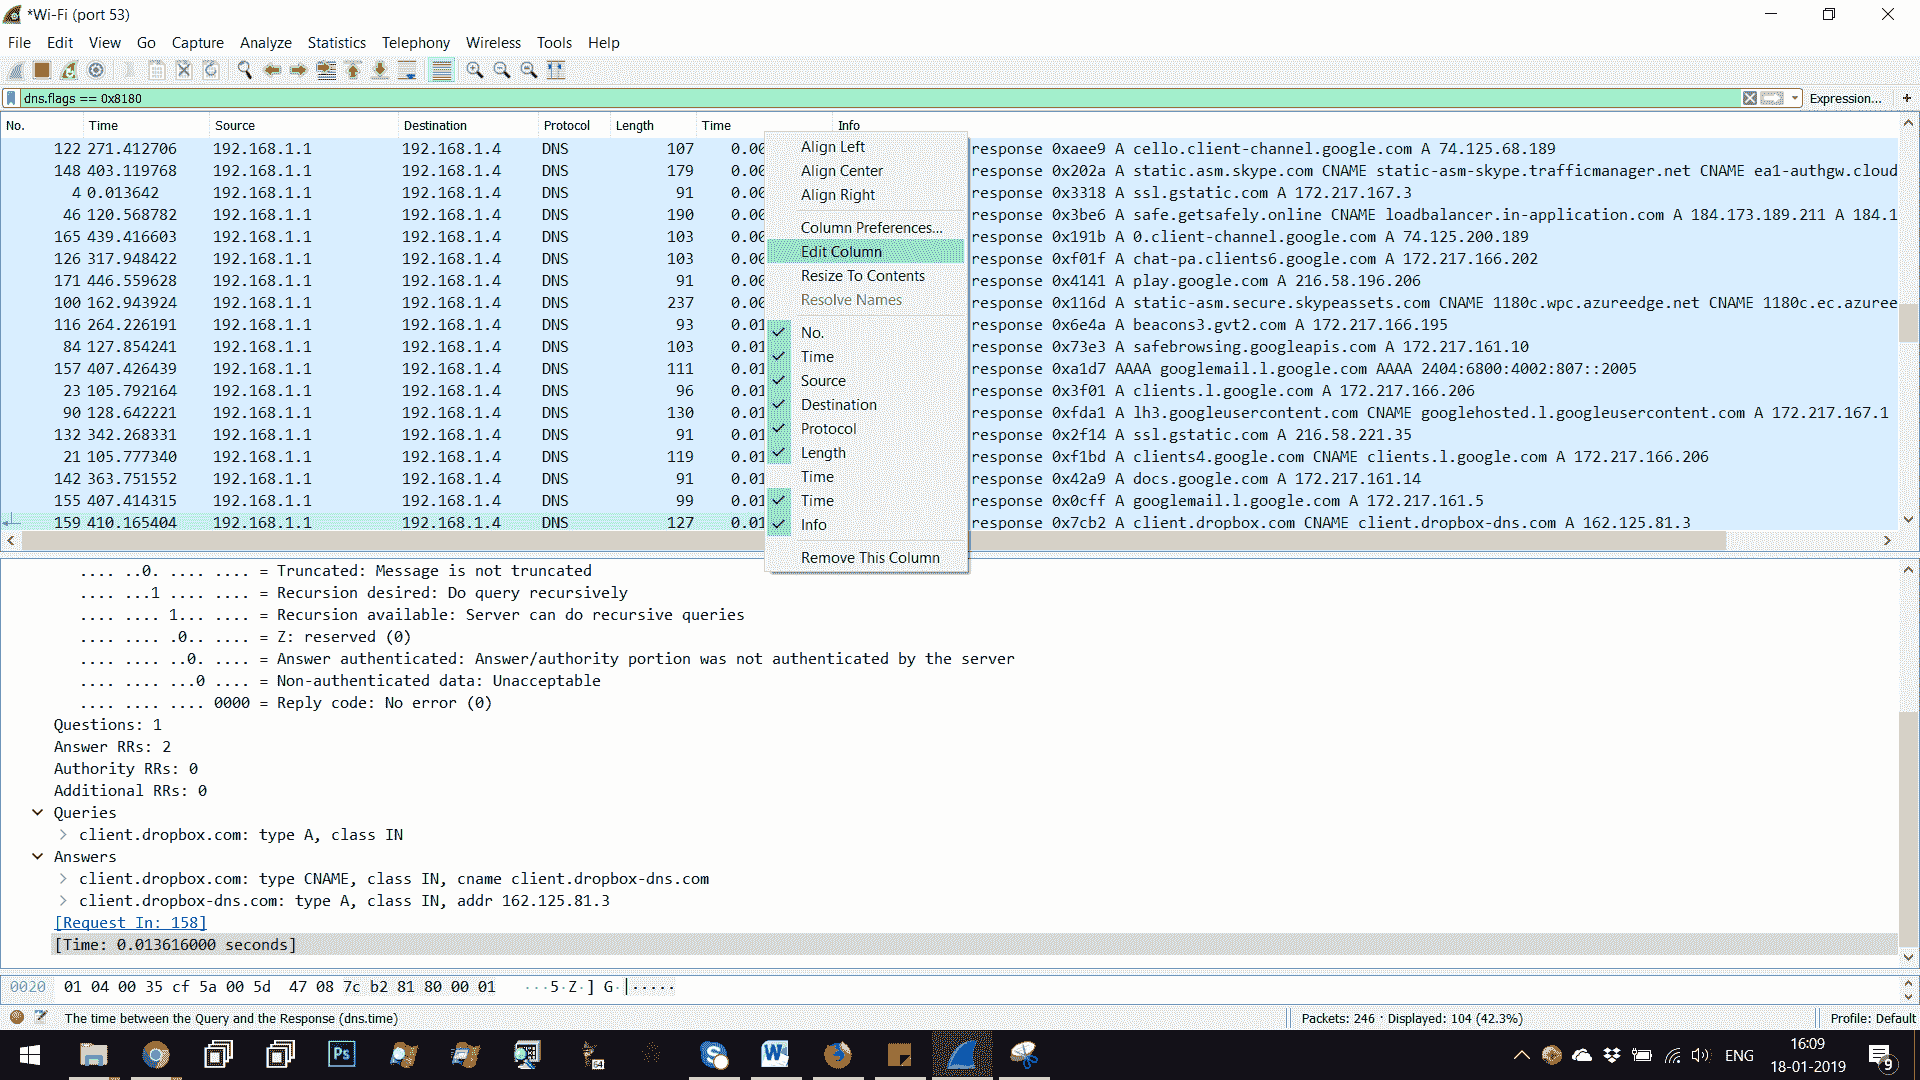 *Wi-Fi (port 53)
File Edit View Go Capture Analyze Statistics Telephony Wireless Tools Help
dns.flags == 0x8180 Expression... +
No. Time Source Destination Protocol Length Time Info
122 271.412706 192.168.1.1 192.168.1.4 DNS 107 0.00 response 0xaee9 A cello.client-channel.google.com A 74.125.68.189
148 403.119768 192.168.1.1 192.168.1.4 DNS 179 0.00 response 0x202a A static.asm.skype.com CNAME static-asm-skype.trafficmanager.net CNAME ea1-authgw.cloud
4 0.013642 192.168.1.1 192.168.1.4 DNS 91 0.00 response 0x3318 A ssl.gstatic.com A 172.217.167.3
46 120.568782 192.168.1.1 192.168.1.4 DNS 190 0.00 response 0x3be6 A safe.getsafely.online CNAME loadbalancer.in-application.com A 184.173.189.211 A 184.1
165 439.416603 192.168.1.1 192.168.1.4 DNS 103 0.00 response 0x191b A 0.client-channel.google.com A 74.125.200.189
126 317.948422 192.168.1.1 192.168.1.4 DNS 103 0.00 response 0xf01f A chat-pa.clients6.google.com A 172.217.166.202
171 446.559628 192.168.1.1 192.168.1.4 DNS 91 0.00 response 0x4141 A play.google.com A 216.58.196.206
100 162.943924 192.168.1.1 192.168.1.4 DNS 237 0.00 response 0x116d A static-asm.secure.skypeassets.com CNAME 1180c.wpc.azureedge.net CNAME 1180c.ec.azuree
116 264.226191 192.168.1.1 192.168.1.4 DNS 93 0.01 response 0x6e4a A beacons3.gvt2.com A 172.217.166.195
84 127.854241 192.168.1.1 192.168.1.4 DNS 103 0.01 response 0x73e3 A safebrowsing.googleapis.com A 172.217.161.10
157 407.426439 192.168.1.1 192.168.1.4 DNS 111 0.01 response 0xa1d7 AAAA googlemail.l.google.com AAAA 2404:6800:4002:807::2005
23 105.792164 192.168.1.1 192.168.1.4 DNS 96 0.01 response 0x3f01 A clients.l.google.com A 172.217.166.206
90 128.642221 192.168.1.1 192.168.1.4 DNS 130 0.01 response 0xfda1 A lh3.googleusercontent.com CNAME googlehosted.l.googleusercontent.com A 172.217.167.1
132 342.268331 192.168.1.1 192.168.1.4 DNS 91 0.01 response 0x2f14 A ssl.gstatic.com A 216.58.221.35
21 105.777340 192.168.1.1 192.168.1.4 DNS 119 0.01 response 0xf1bd A clients4.google.com CNAME clients.l.google.com A 172.217.166.206
142 363.751552 192.168.1.1 192.168.1.4 DNS 91 0.01 response 0x42a9 A docs.google.com A 172.217.161.14
155 407.414315 192.168.1.1 192.168.1.4 DNS 99 0.01 response 0x0cff A googlemail.l.google.com A 172.217.161.5
159 410.165404 192.168.1.1 192.168.1.4 DNS 127 0.01 response 0x7cb2 A client.dropbox.com CNAME client.dropbox-dns.com A 162.125.81.3
Align Left
Align Center
Align Right
Column Preferences...
Edit Column
Resize To Contents
Resolve Names
No.
Time
Source
Destination
Protocol
Length
Time
Time
Info
Remove This Column
.... ..0. .... .... = Truncated: Message is not truncated
.... ...1 .... .... = Recursion desired: Do query recursively
.... .... 1... .... = Recursion available: Server can do recursive queries
.... .... .0.. .... = Z: reserved (0)
.... .... ..0. .... = Answer authenticated: Answer/authority portion was not authenticated by the server
.... .... ...0 .... = Non-authenticated data: Unacceptable
.... .... .... 0000 = Reply code: No error (0)
Questions: 1
Answer RRs: 2
Authority RRs: 0
Additional RRs: 0
Queries
client.dropbox.com: type A, class IN
Answers
client.dropbox.com: type CNAME, class IN, cname client.dropbox-dns.com
client.dropbox-dns.com: type A, class IN, addr 162.125.81.3
[Request In: 158]
[Time: 0.013616000 seconds]
0020 01 04 00 35 cf 5a 00 5d 47 08 7c b2 81 80 00 01 ···5·Z·] G·|·····
The time between the Query and the Response (dns.time) Packets: 246 · Displayed: 104 (42.3%) Profile: Default
Ps
64
W
ENG
16:09
18-01-2019
9